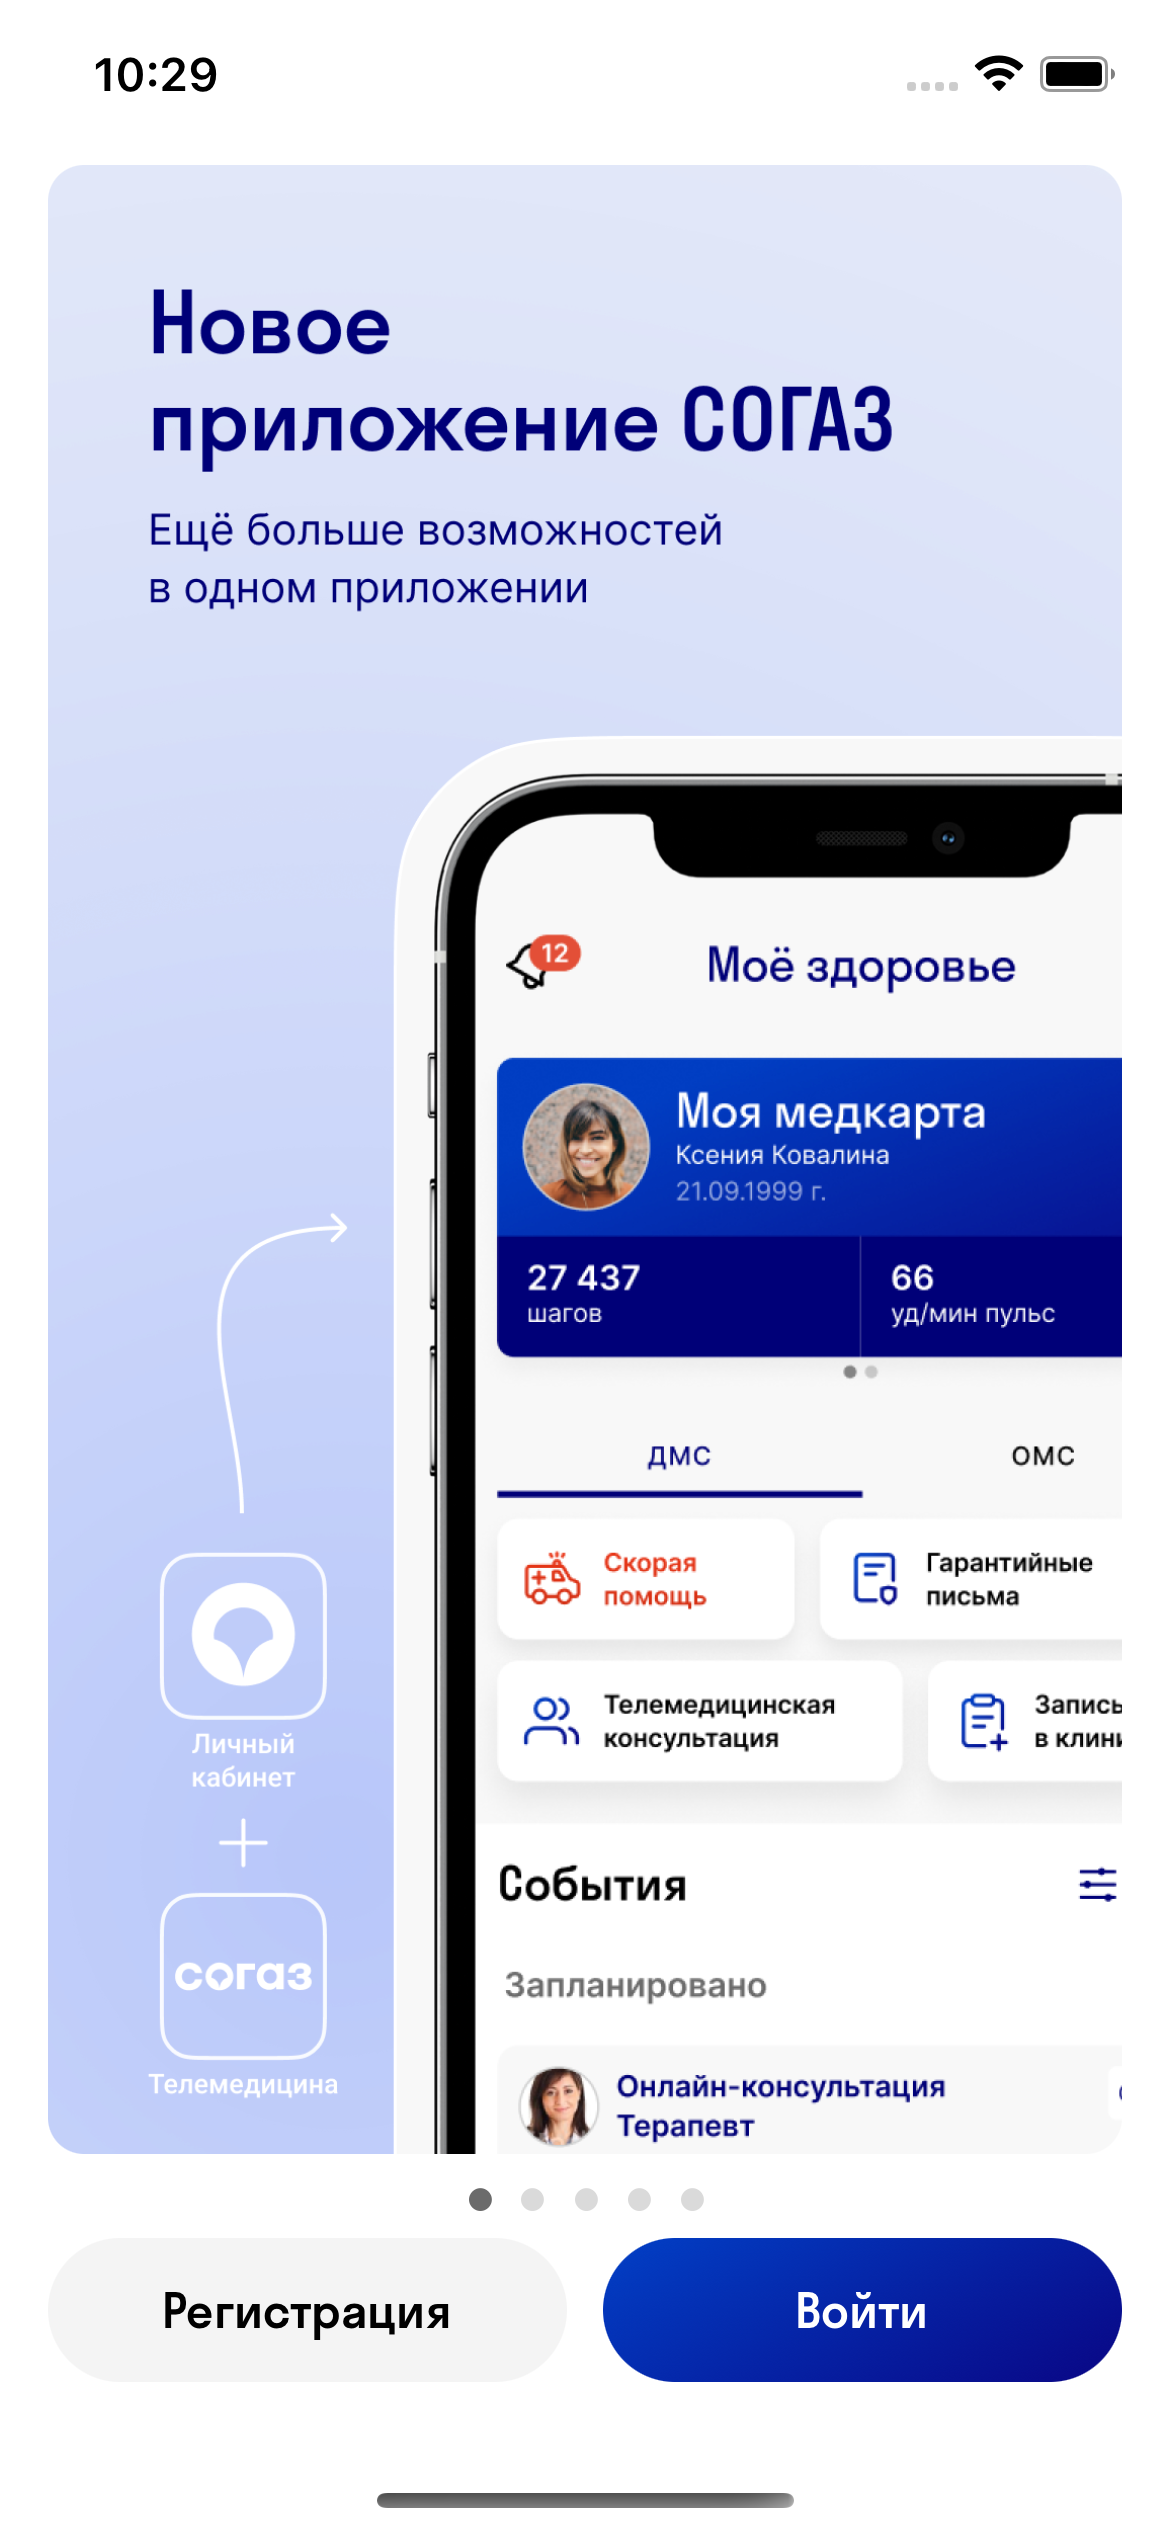 10:29
Новое
приложение СОГАЗ
Ещё больше возможностей
в одном приложении
12
Моё здоровье
Моя медкарта
Ксения Ковалина
21.09.1999 г.
27 437
шагов
66
уд/мин пульс
ДМС
ОМС
Скорая
помощь
Гарантийные
письма
Телемедицинская
консультация
Запись
в клини
Личный
кабинет
согаз
Телемедицина
События
Запланировано
Онлайн-консультация
Терапевт
Регистрация
Войти